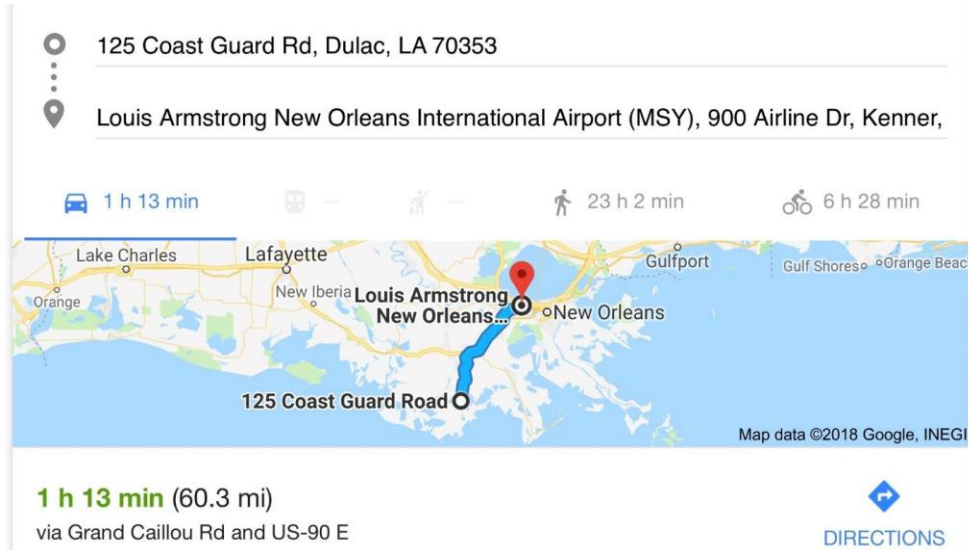 125 Coast Guard Rd, Dulac, LA 70353
Louis Armstrong New Orleans International Airport (MSY), 900 Airline Dr, Kenner,
1 h 13 min
—
—
23 h 2 min
6 h 28 min
Lake Charles
Lafayette
Gulfport
Gulf Shores
Orange Beac
Orange
New Iberia
Louis Armstrong
New Orleans...
New Orleans
125 Coast Guard Road
Map data ©2018 Google, INEGI
1 h 13 min (60.3 mi)
via Grand Caillou Rd and US-90 E
DIRECTIONS